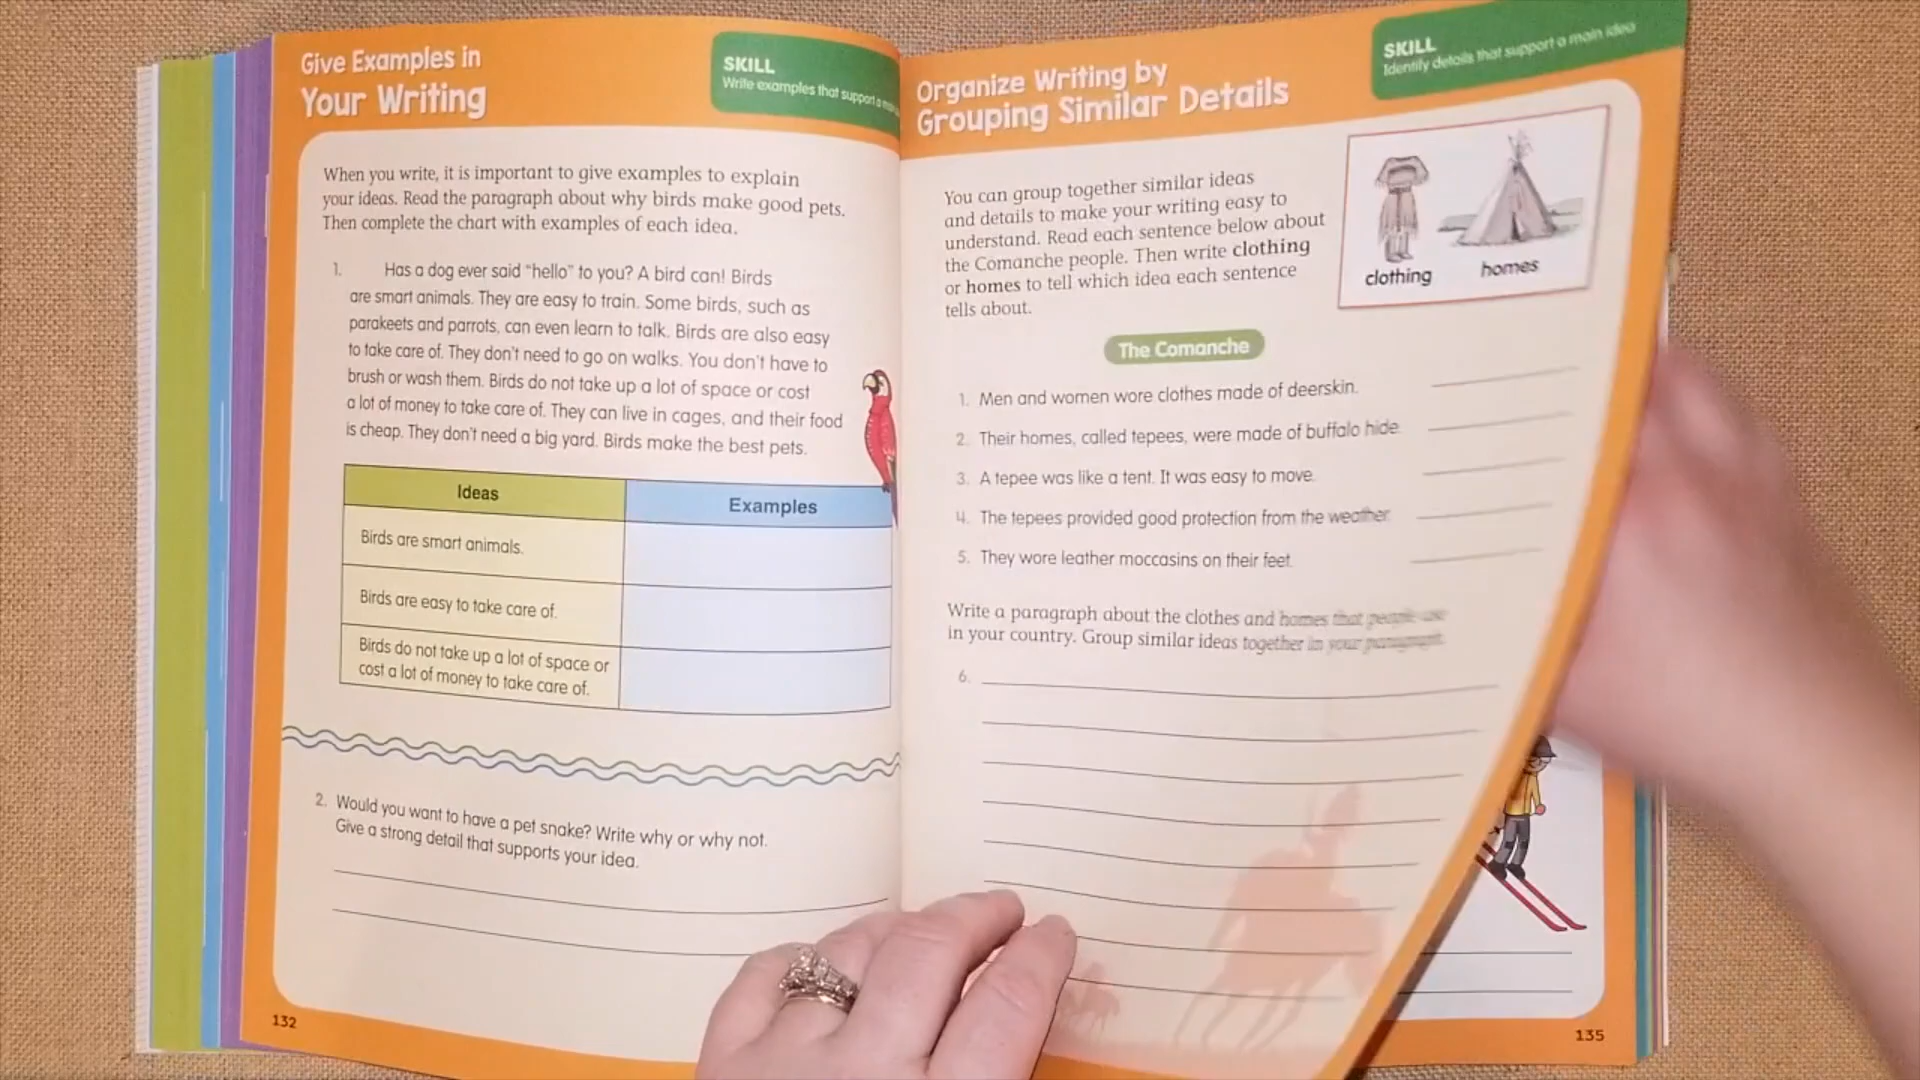 Give Examples in
Your Writing
SKILL
Write examples that support a
When you write, it is important to give examples to explain
your ideas. Read the paragraph about why birds make good pets.
Then complete the chart with examples of each idea.
1. Has a dog ever said “hello” to you? A bird can! Birds
are smart animals. They are easy to train. Some birds, such as
parakeets and parrots, can even learn to talk. Birds are also easy
to take care of. They don't need to go on walks. You don't have to
brush or wash them. Birds do not take up a lot of space or cost
a lot of money to take care of. They can live in cages, and their food
is cheap. They don't need a big yard. Birds make the best pets.
Ideas
Examples
Birds are smart animals.
Birds are easy to take care of.
Birds do not take up a lot of space or
cost a lot of money to take care of.
2. Would you want to have a pet snake? Write why or why not.
Give a strong detail that supports your idea.
132
Organize Writing by
Grouping Similar Details
SKILL
Identify details that support a main idea
You can group together similar ideas
and details to make your writing easy to
understand. Read each sentence below about
the Comanche people. Then write clothing
or homes to tell which idea each sentence
tells about.
clothing
homes
The Comanche
1. Men and women wore clothes made of deerskin.
2. Their homes, called tepees, were made of buffalo hide.
3. A tepee was like a tent. It was easy to move.
4. The tepees provided good protection from the weather.
5. They wore leather moccasins on their feet.
Write a paragraph about the clothes and homes that people use
in your country. Group similar ideas together in your paragraph.
6.
135